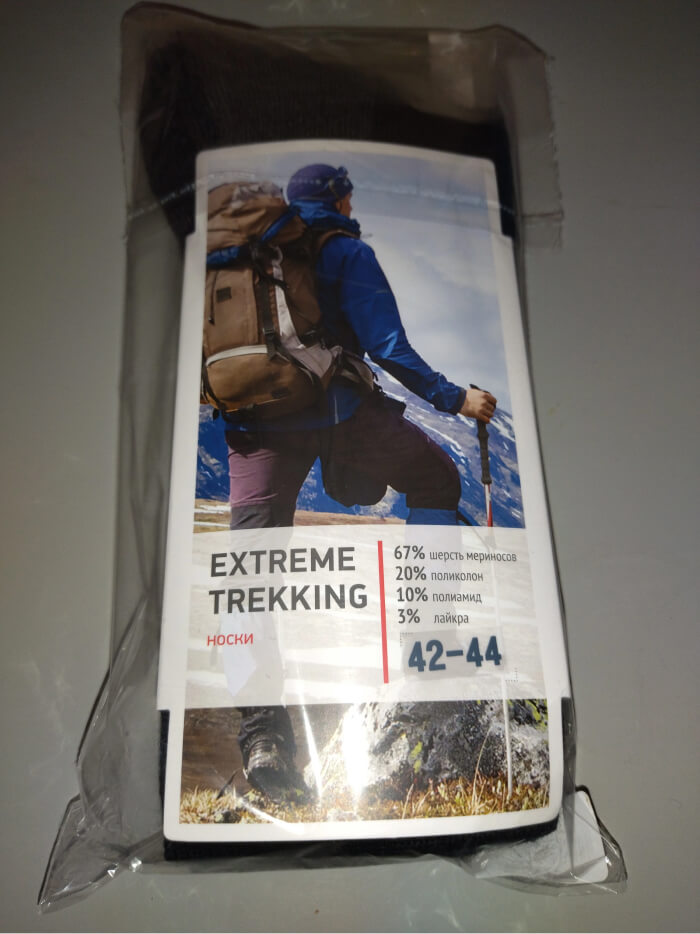 EXTREME
TREKKING
НОСКИ
67% шерсть мериносов
20% поликолон
10% полиамид
3% лайкра
42-44